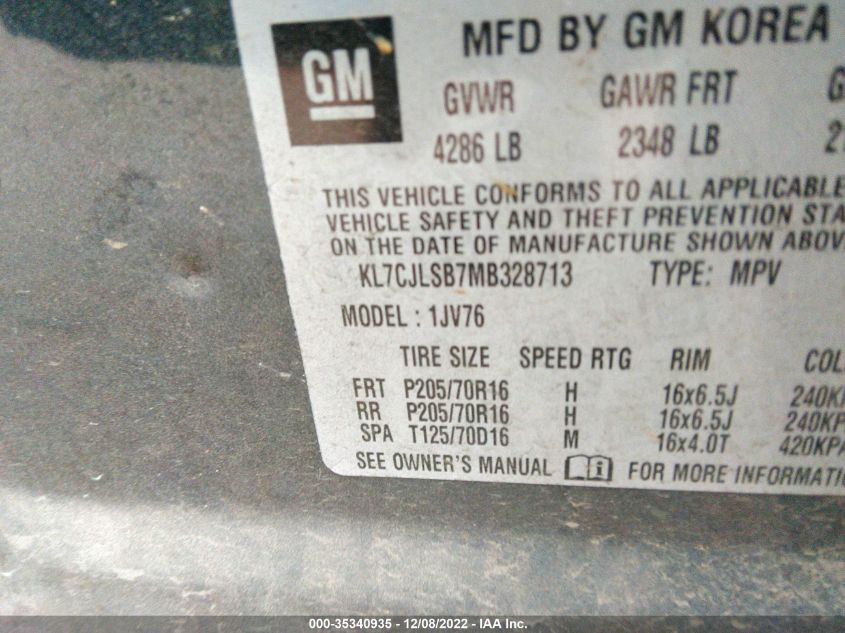 GM
MFD BY GM KOREA
GVWR GAWR FRT G
4286 LB 2348 LB
THIS VEHICLE CONFORMS TO ALL APPLICABLE
VEHICLE SAFETY AND THEFT PREVENTION STA
ON THE DATE OF MANUFACTURE SHOWN ABOV
KL7CJLSB7MB328713 TYPE: MPV
MODEL : 1JV76
TIRE SIZE SPEED RTG RIM COL
FRT P205/70R16 H 16x6.5J 240KP
RR P205/70R16 H 16x6.5J 240KP
SPA T125/70D16 M 16x4.0T 420KPA
SEE OWNER'S MANUAL i FOR MORE INFORMATI
000-35340935 - 12/08/2022 - IAA Inc.